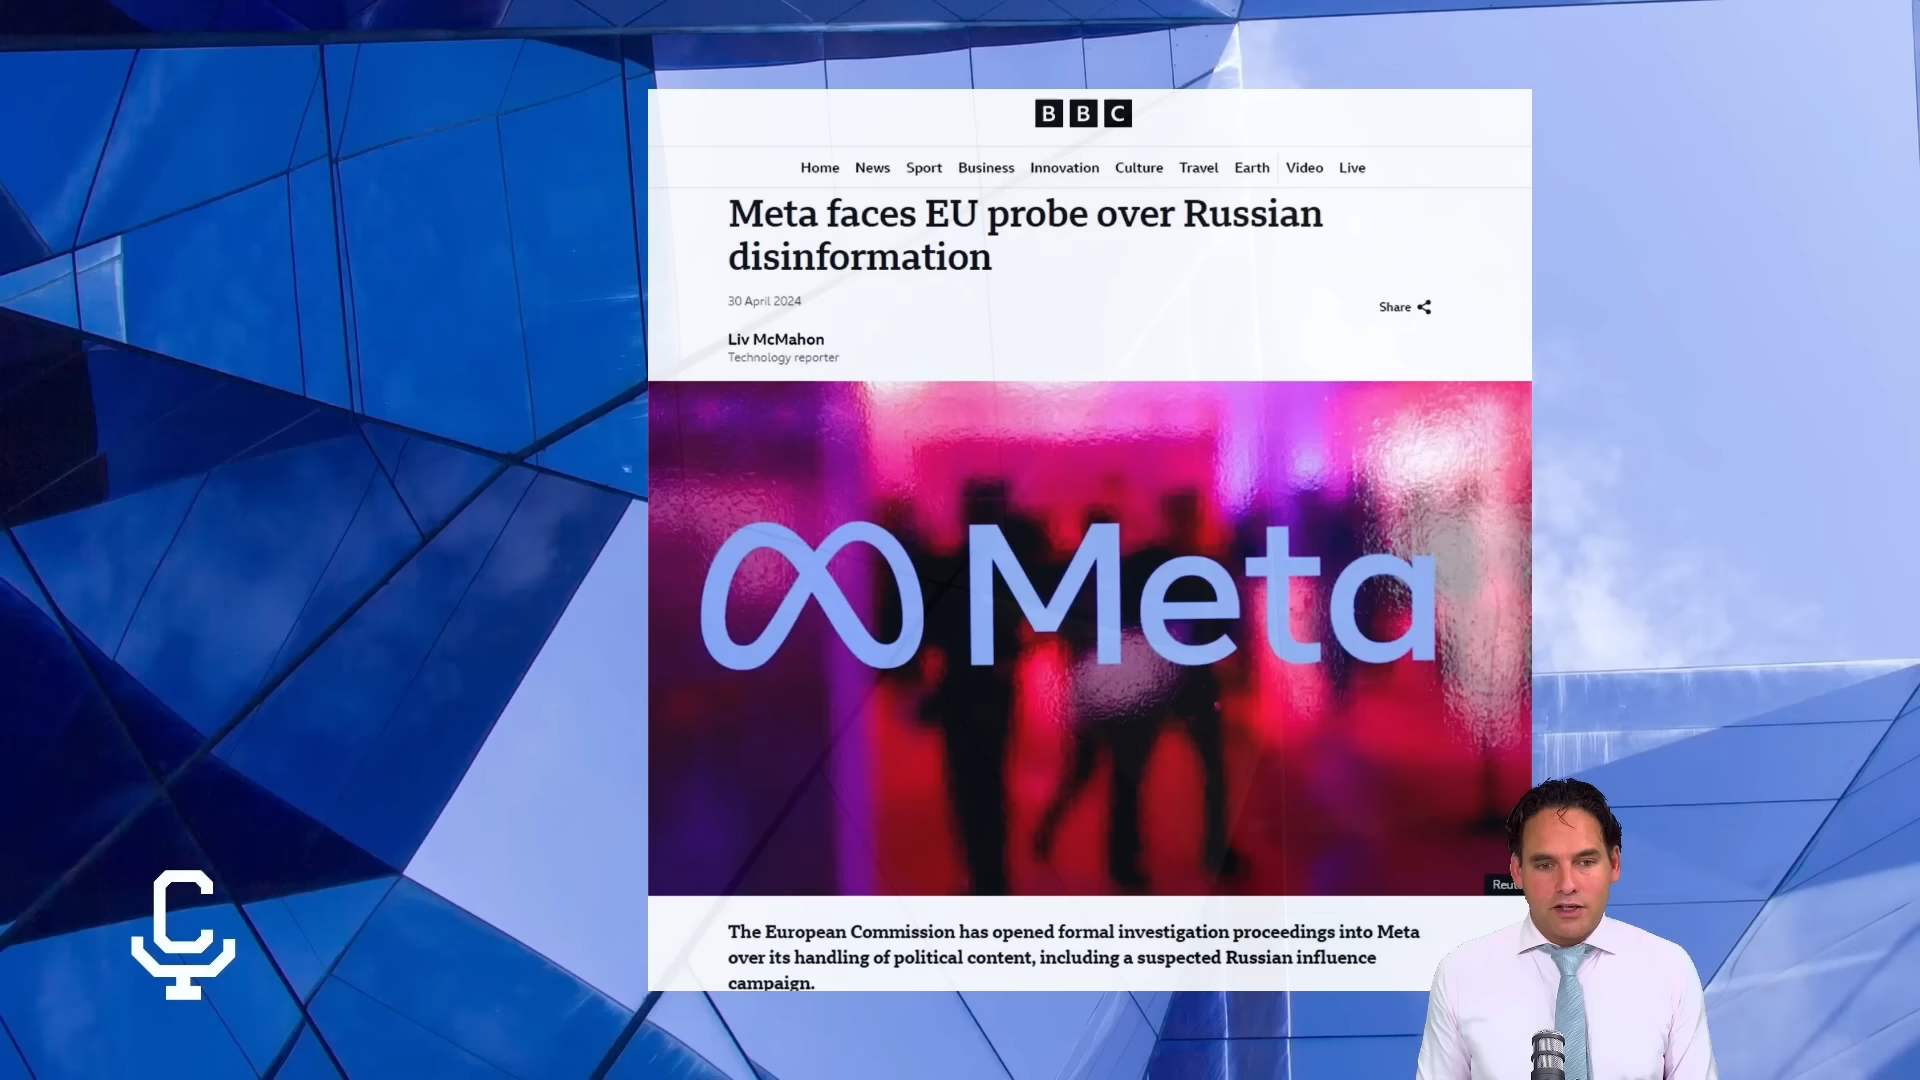 BBC
Home News Sport Business Innovation Culture Travel Earth Video Live
Meta faces EU probe over Russian
disinformation
30 April 2024
Share
Liv McMahon
Technology reporter
Meta
The European Commission has opened formal investigation proceedings into Meta
over its handling of political content, including a suspected Russian influence
campaign.